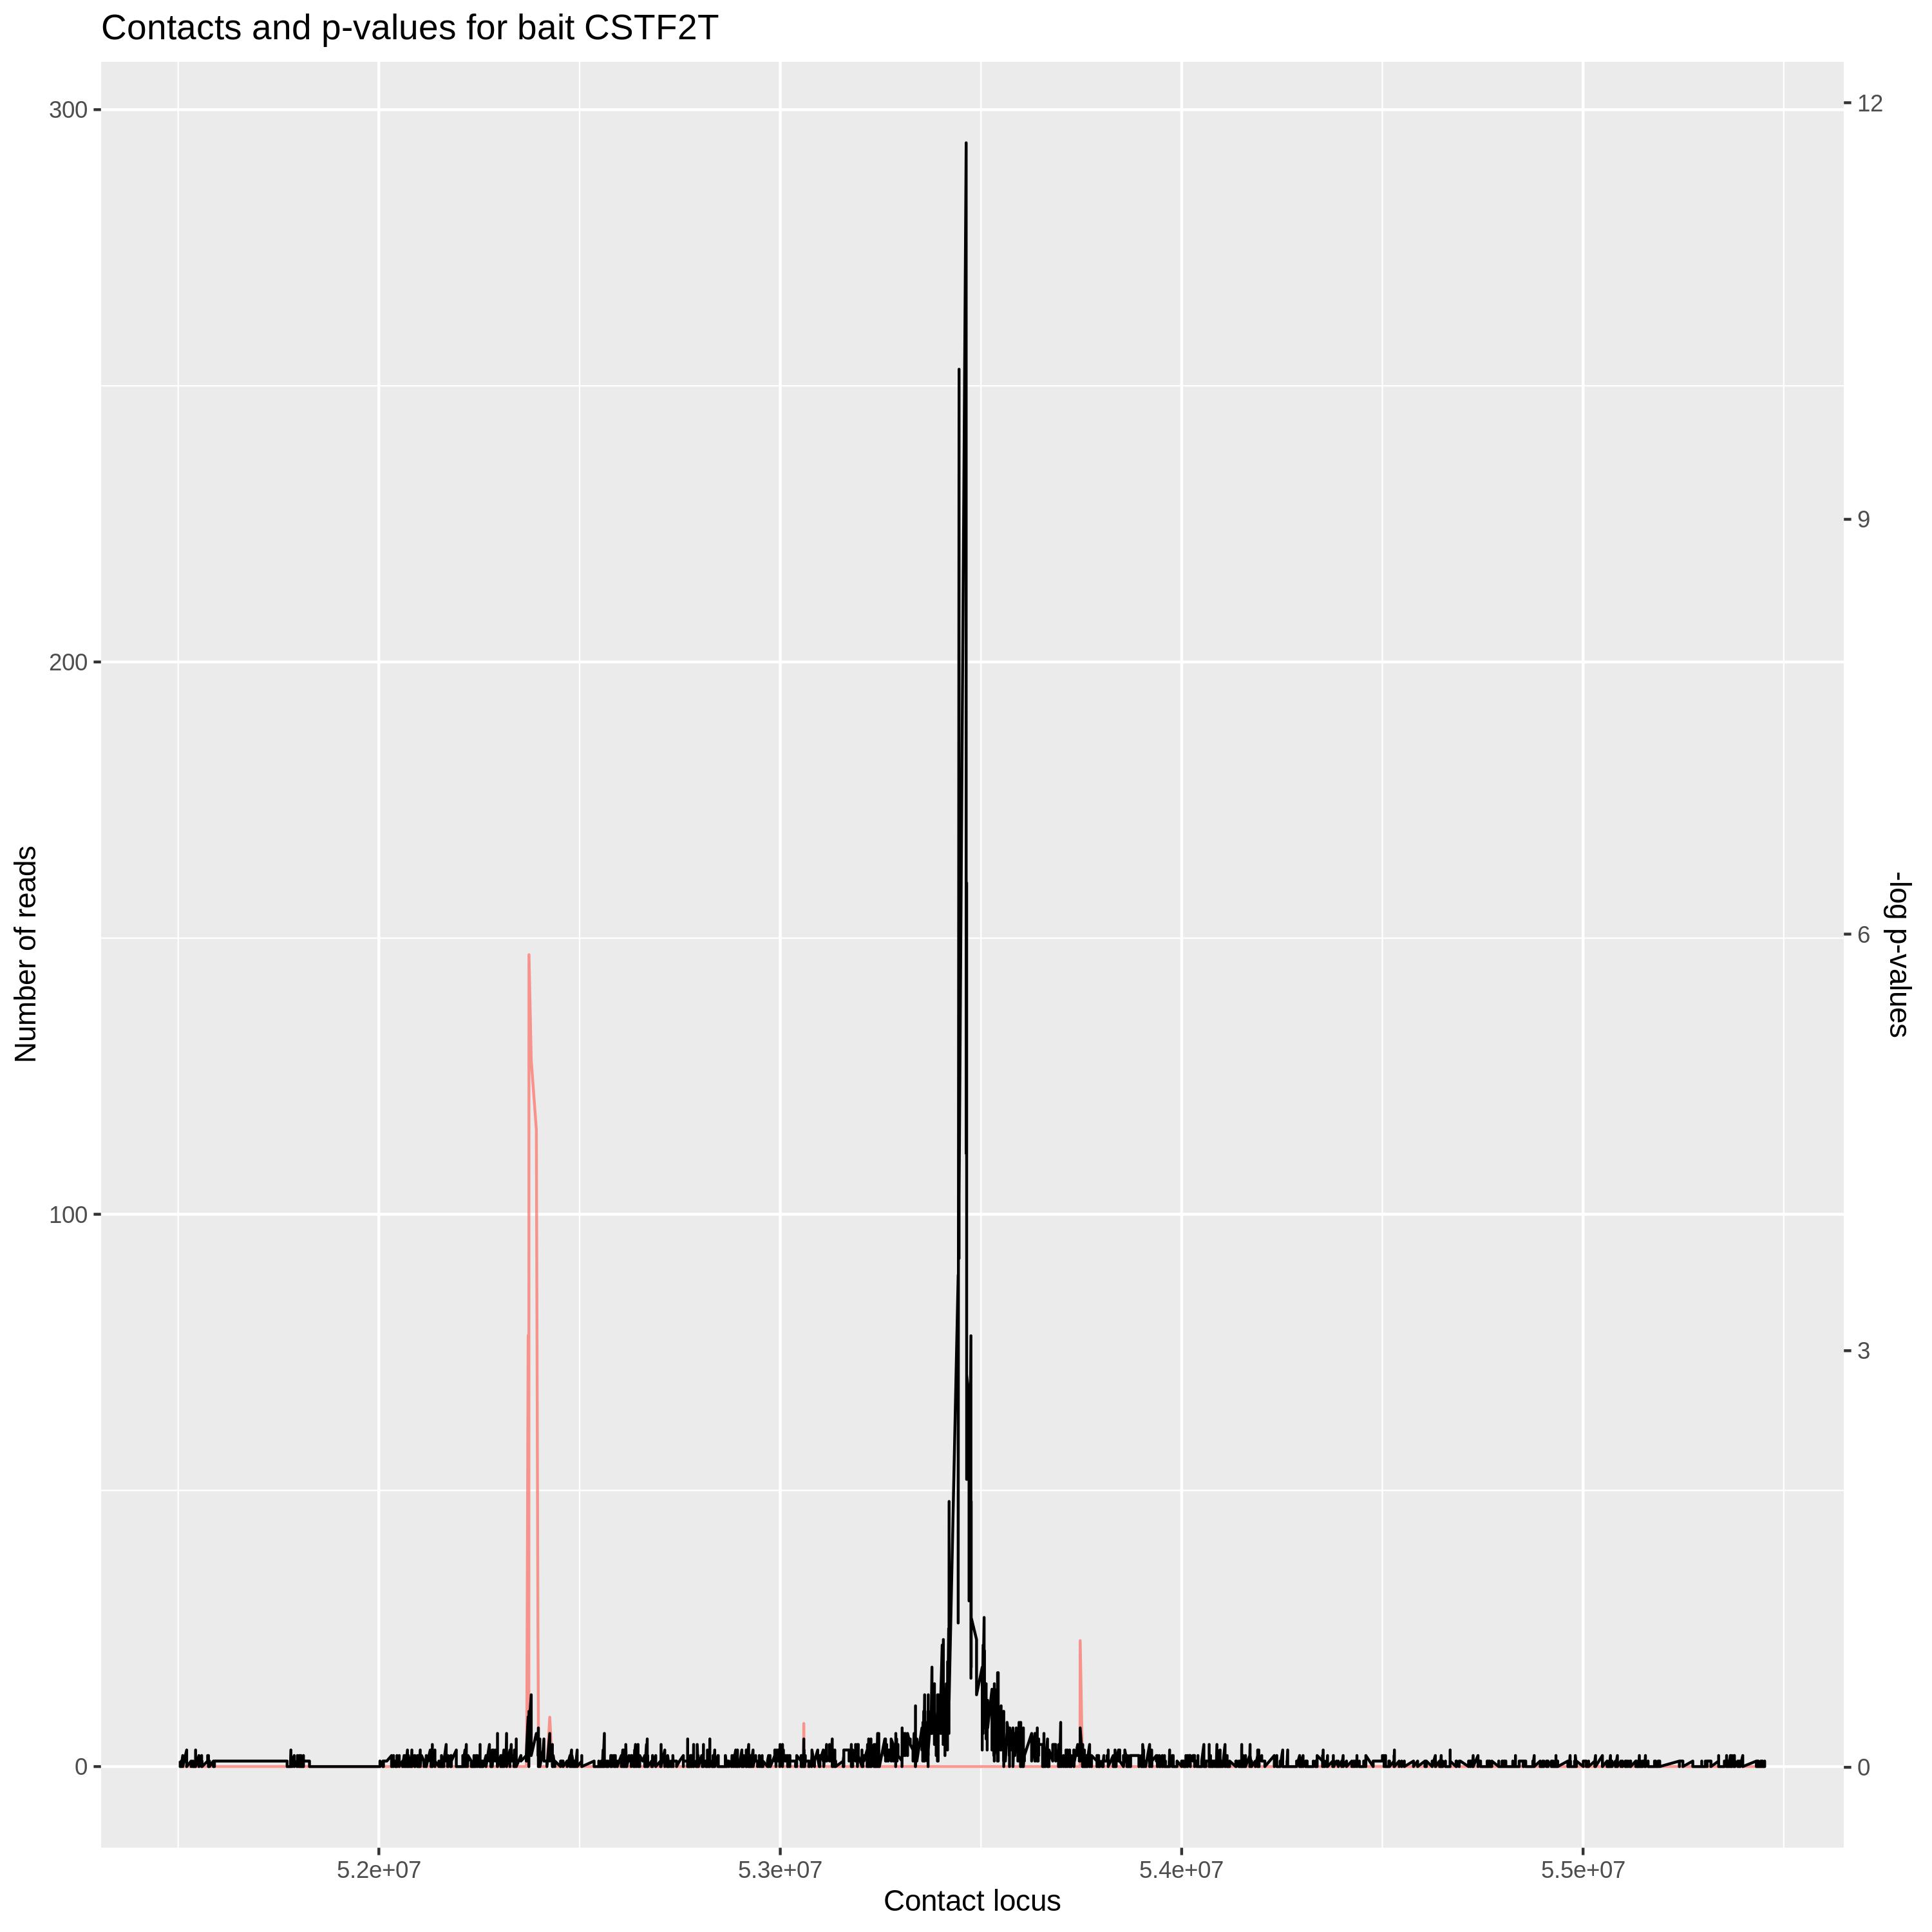 Contacts and p-values for bait CSTF2T
300
200
100
0
12
9
6
3
0
Number of reads
-log p-values
5.2e+07
5.3e+07
5.4e+07
5.5e+07
Contact locus